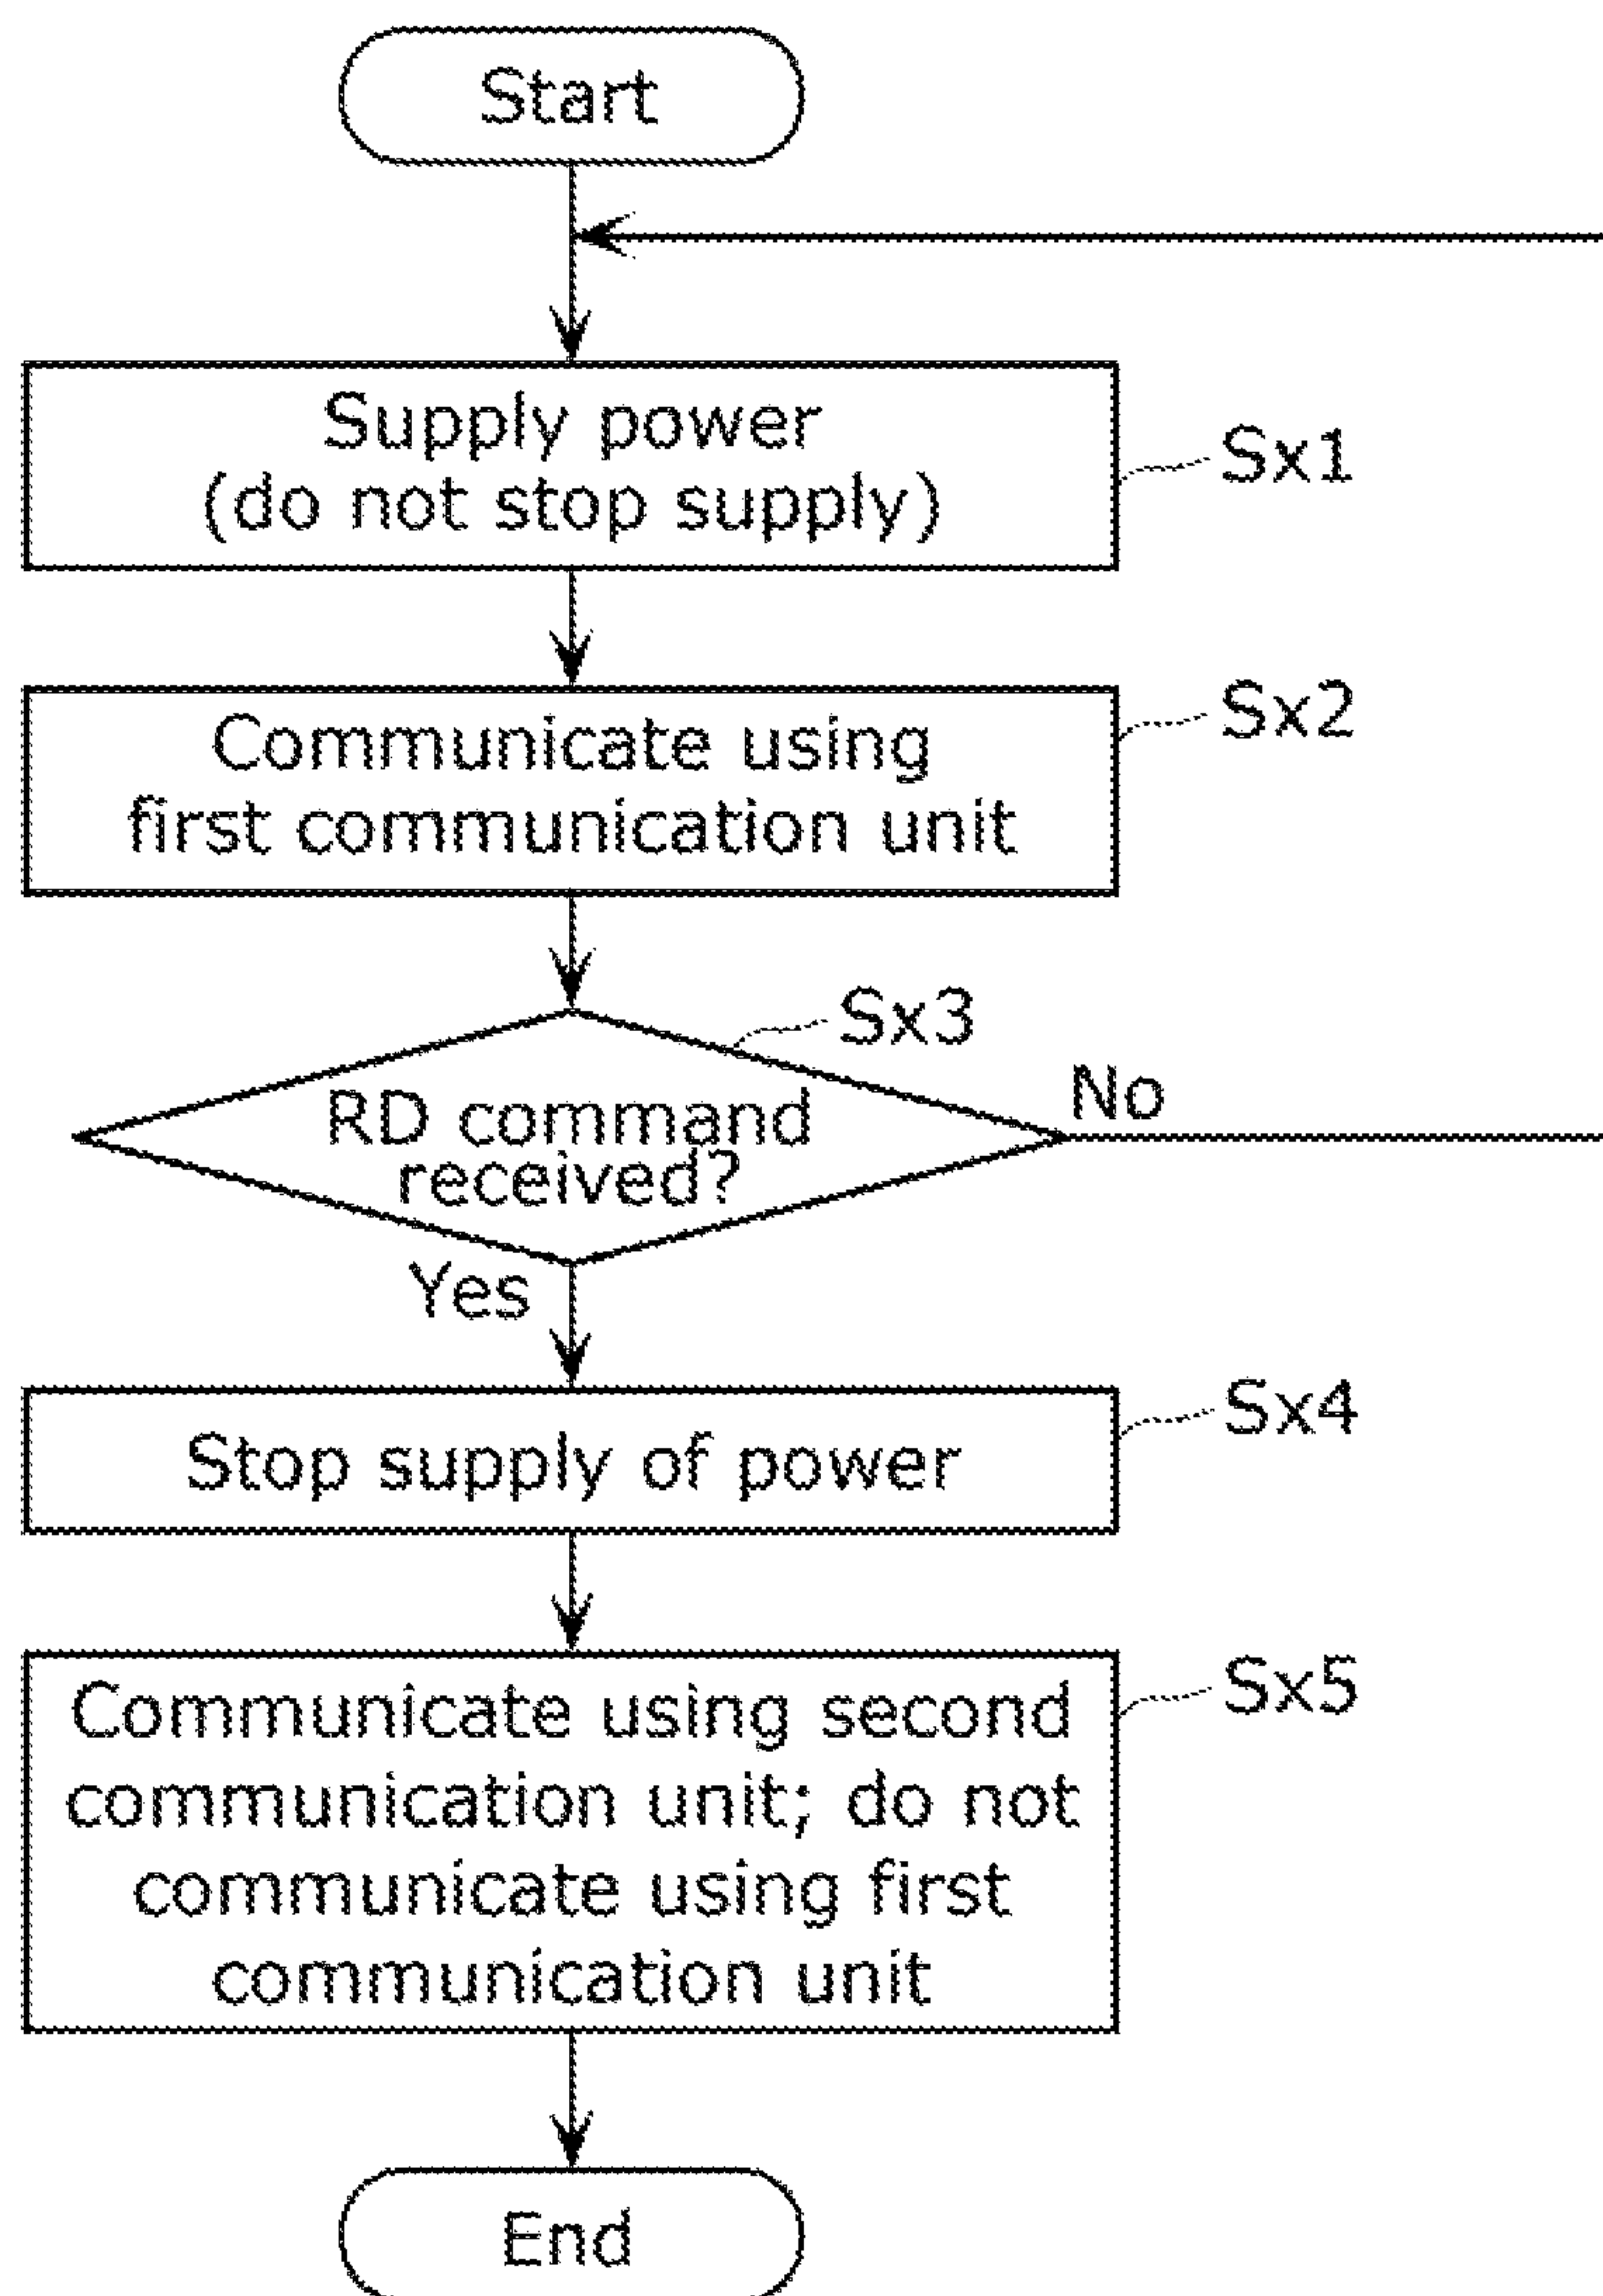 Start
Supply power
(do not stop supply)
Sx1
Communicate using
first communication unit
Sx2
Sx3
RD command
received?
No
Yes
Stop supply of power
Sx4
Communicate using second
communication unit; do not
communicate using first
communication unit
Sx5
End